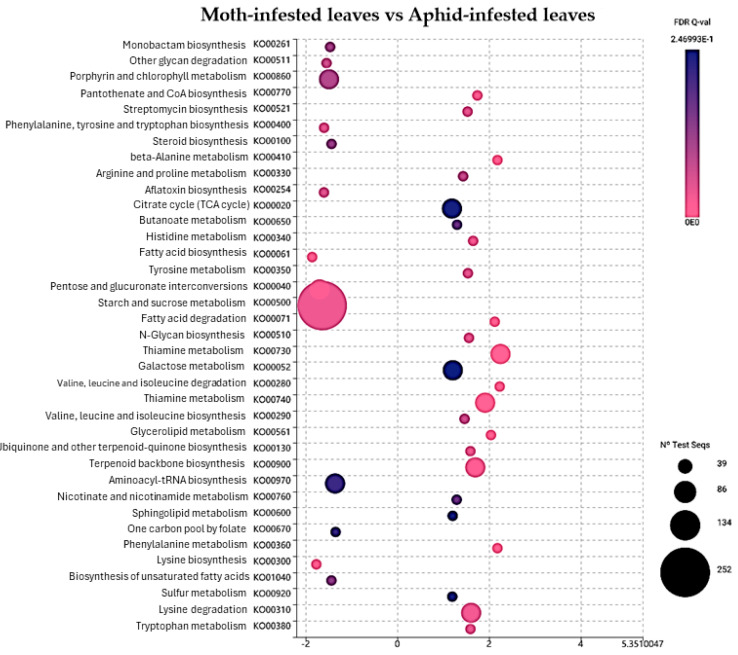 Moth-infested leaves vs Aphid-infested leaves
FDR Q-val
2.46993E-1
0E0
Monobactam biosynthesis KO00261
Other glycan degradation KO00511
Porphyrin and chlorophyll metabolism KO00860
Pantothenate and CoA biosynthesis KO00770
Streptomycin biosynthesis KO00521
Phenylalanine, tyrosine and tryptophan biosynthesis KO00400
Steroid biosynthesis KO00100
beta-Alanine metabolism KO00410
Arginine and proline metabolism KO00330
Aflatoxin biosynthesis KO00254
Citrate cycle (TCA cycle) KO00020
Butanoate metabolism KO00650
Histidine metabolism KO00340
Fatty acid biosynthesis KO00061
Tyrosine metabolism KO00350
Pentose and glucuronate interconversions KO00040
Starch and sucrose metabolism KO00500
Fatty acid degradation KO00071
N-Glycan biosynthesis KO00510
Thiamine metabolism KO00730
Galactose metabolism KO00052
Valine, leucine and isoleucine degradation KO00280
Thiamine metabolism KO00740
Valine, leucine and isoleucine biosynthesis KO00290
Glycerolipid metabolism KO00561
Ubiquinone and other terpenoid-quinone biosynthesis KO00130
Terpenoid backbone biosynthesis KO00900
Aminoacyl-tRNA biosynthesis KO00970
Nicotinate and nicotinamide metabolism KO00760
Sphingolipid metabolism KO00600
One carbon pool by folate KO00670
Phenylalanine metabolism KO00360
Lysine biosynthesis KO00300
Biosynthesis of unsaturated fatty acids KO01040
Sulfur metabolism KO00920
Lysine degradation KO00310
Tryptophan metabolism KO00380
-2 0 2 4 5.3510047
Nº Test Seqs
39
86
134
252